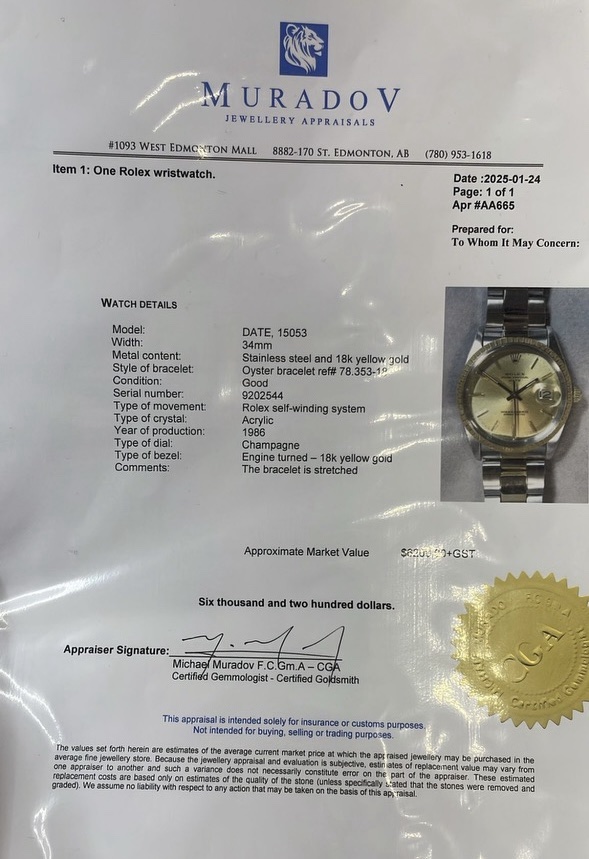 MURADOV
JEWELLERY APPRAISALS
#1093 WEST EDMONTON MALL 8882-170 ST. EDMONTON, AB (780) 953-1618
Item 1: One Rolex wristwatch.
Date :2025-01-24
Page: 1 of 1
Apr #AA665
Prepared for:
To Whom It May Concern:
WATCH DETAILS
Model: DATE, 15053
Width: 34mm
Metal content: Stainless steel and 18k yellow gold
Style of bracelet: Oyster bracelet ref# 78.353-18
Condition: Good
Serial number: 9202544
Type of movement: Rolex self-winding system
Type of crystal: Acrylic
Year of production: 1986
Type of dial: Champagne
Type of bezel: Engine turned – 18k yellow gold
Comments: The bracelet is stretched
Approximate Market Value +GST
Six thousand and two hundred dollars.
Appraiser Signature:
Michael Muradov F.C.Gm.A – CGA
Certified Gemmologist - Certified Goldsmith
CGA
This appraisal is intended solely for insurance or customs purposes.
Not intended for buying, selling or trading purposes.
The values set forth herein are estimates of the average current market price at which the appraised jewellery may be purchased in the
average fine jewellery store. Because the jewellery appraisal and evaluation is subjective, estimates of replacement value may vary from
one appraiser to another and such a variance does not necessarily constitute error on the part of the appraiser. These estimated
replacement costs are based only on estimates of the quality of the stone (unless specifically stated that the stones were removed and
graded). We assume no liability with respect to any action that may be taken on the basis of this appraisal.